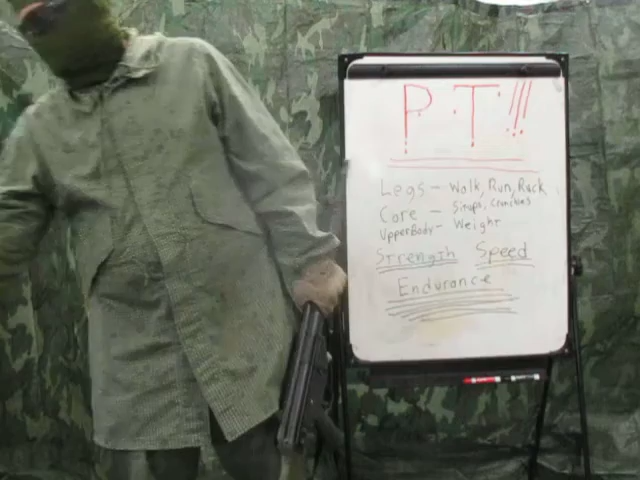 P.T!!!
Legs - Walk, Run, Ruck
Core - Situps, Crunches
UpperBody - Weight
Strength Speed
Endurance